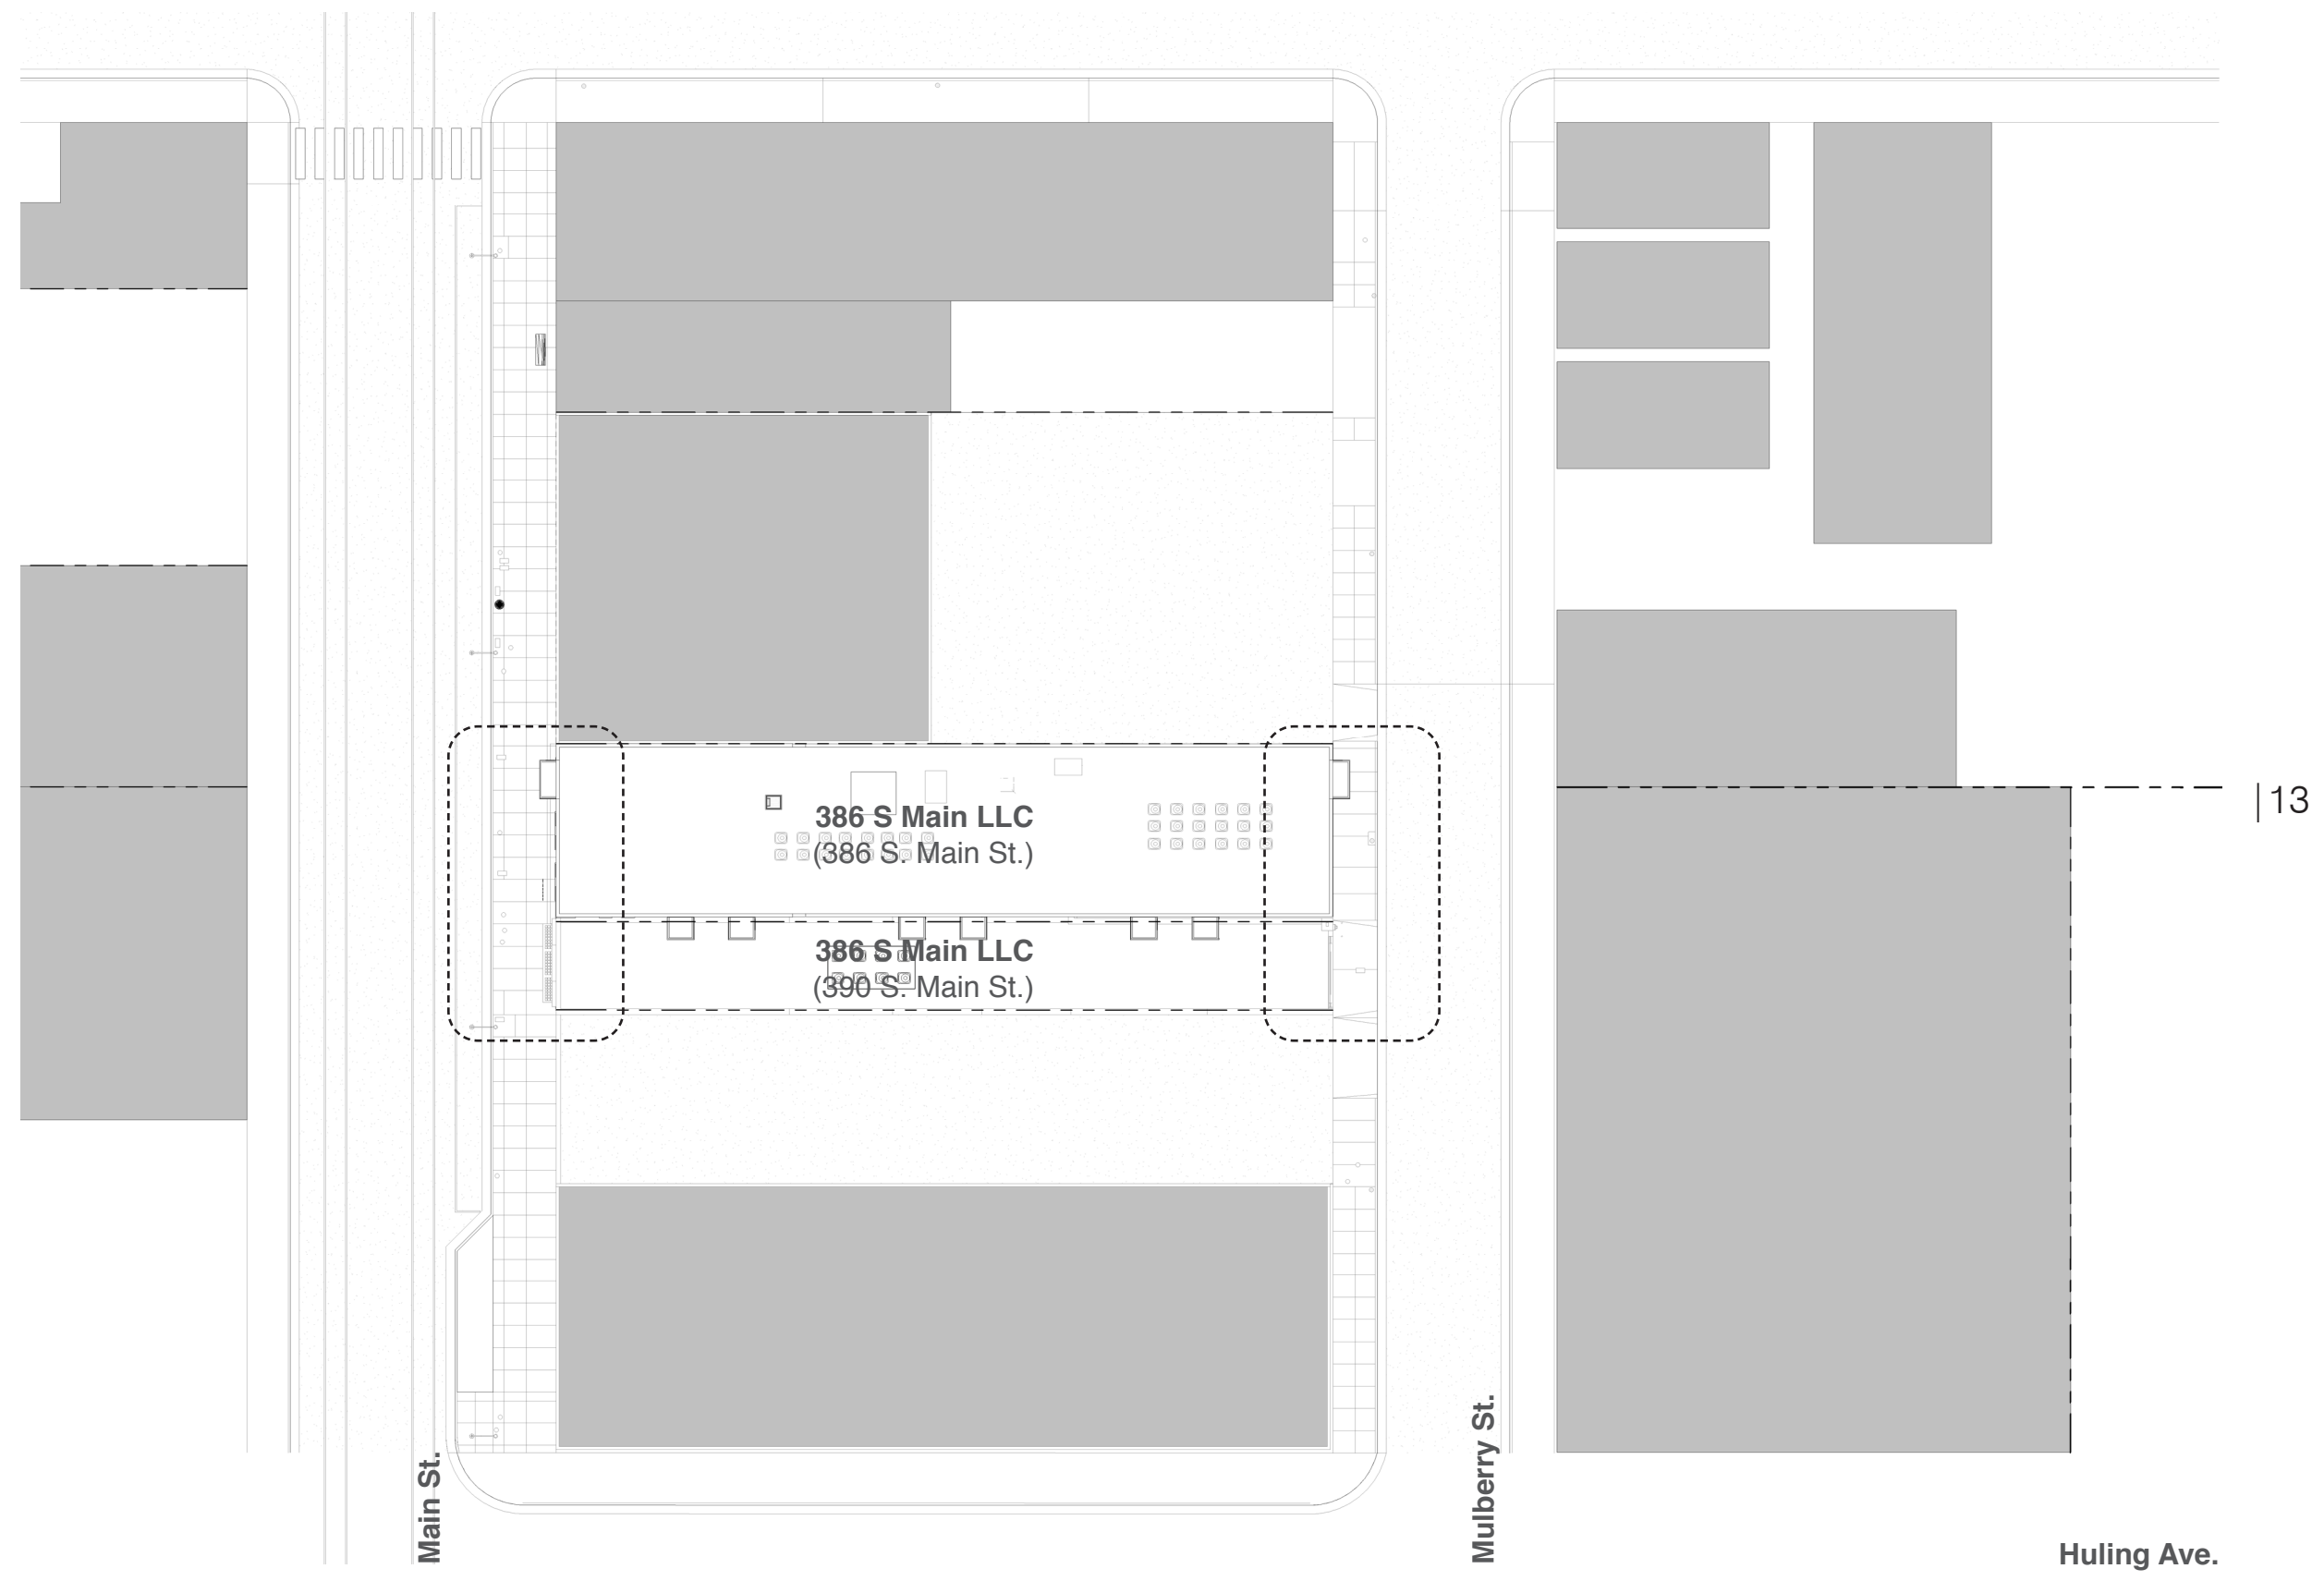 386 S Main LLC
(386 S. Main St.)
386 S Main LLC
(390 S. Main St.)
|13
Main St.
Mulberry St.
Huling Ave.